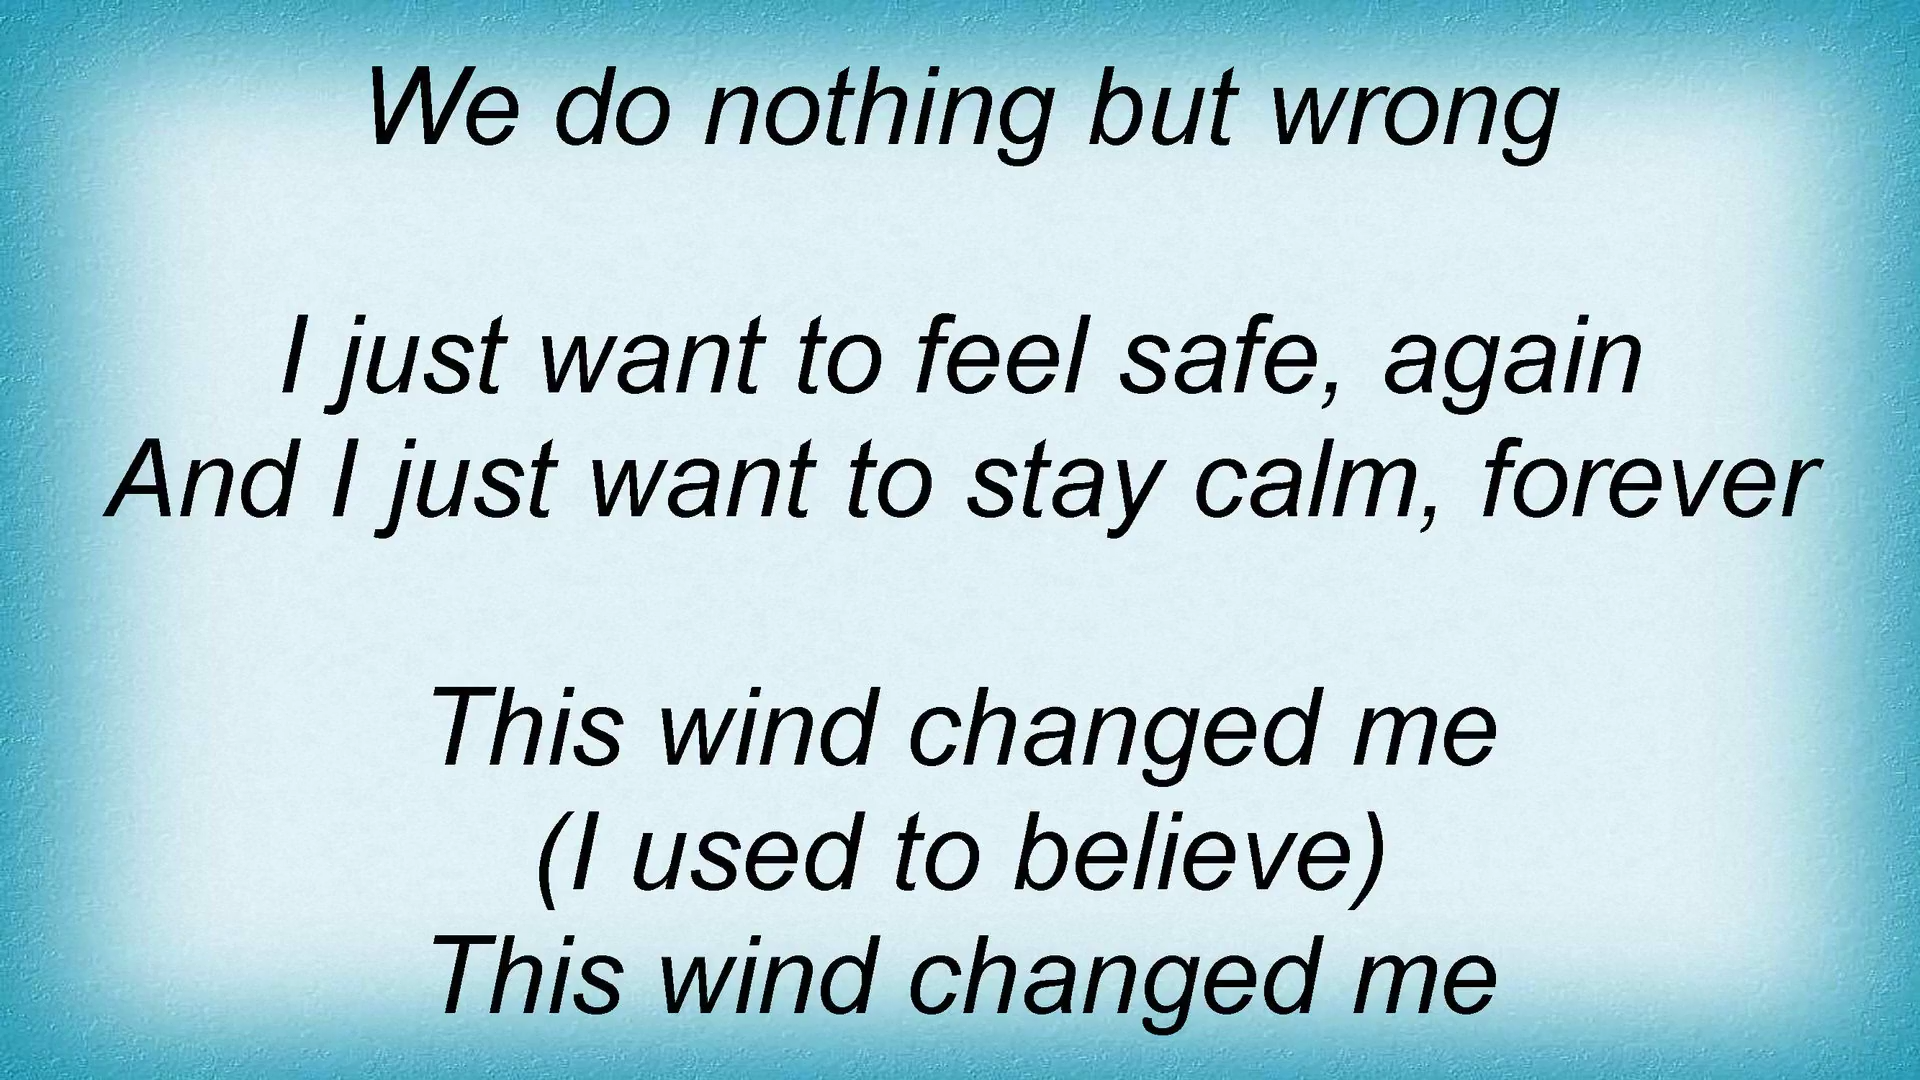 We do nothing but wrong
I just want to feel safe, again
And I just want to stay calm, forever
This wind changed me
(I used to believe)
This wind changed me